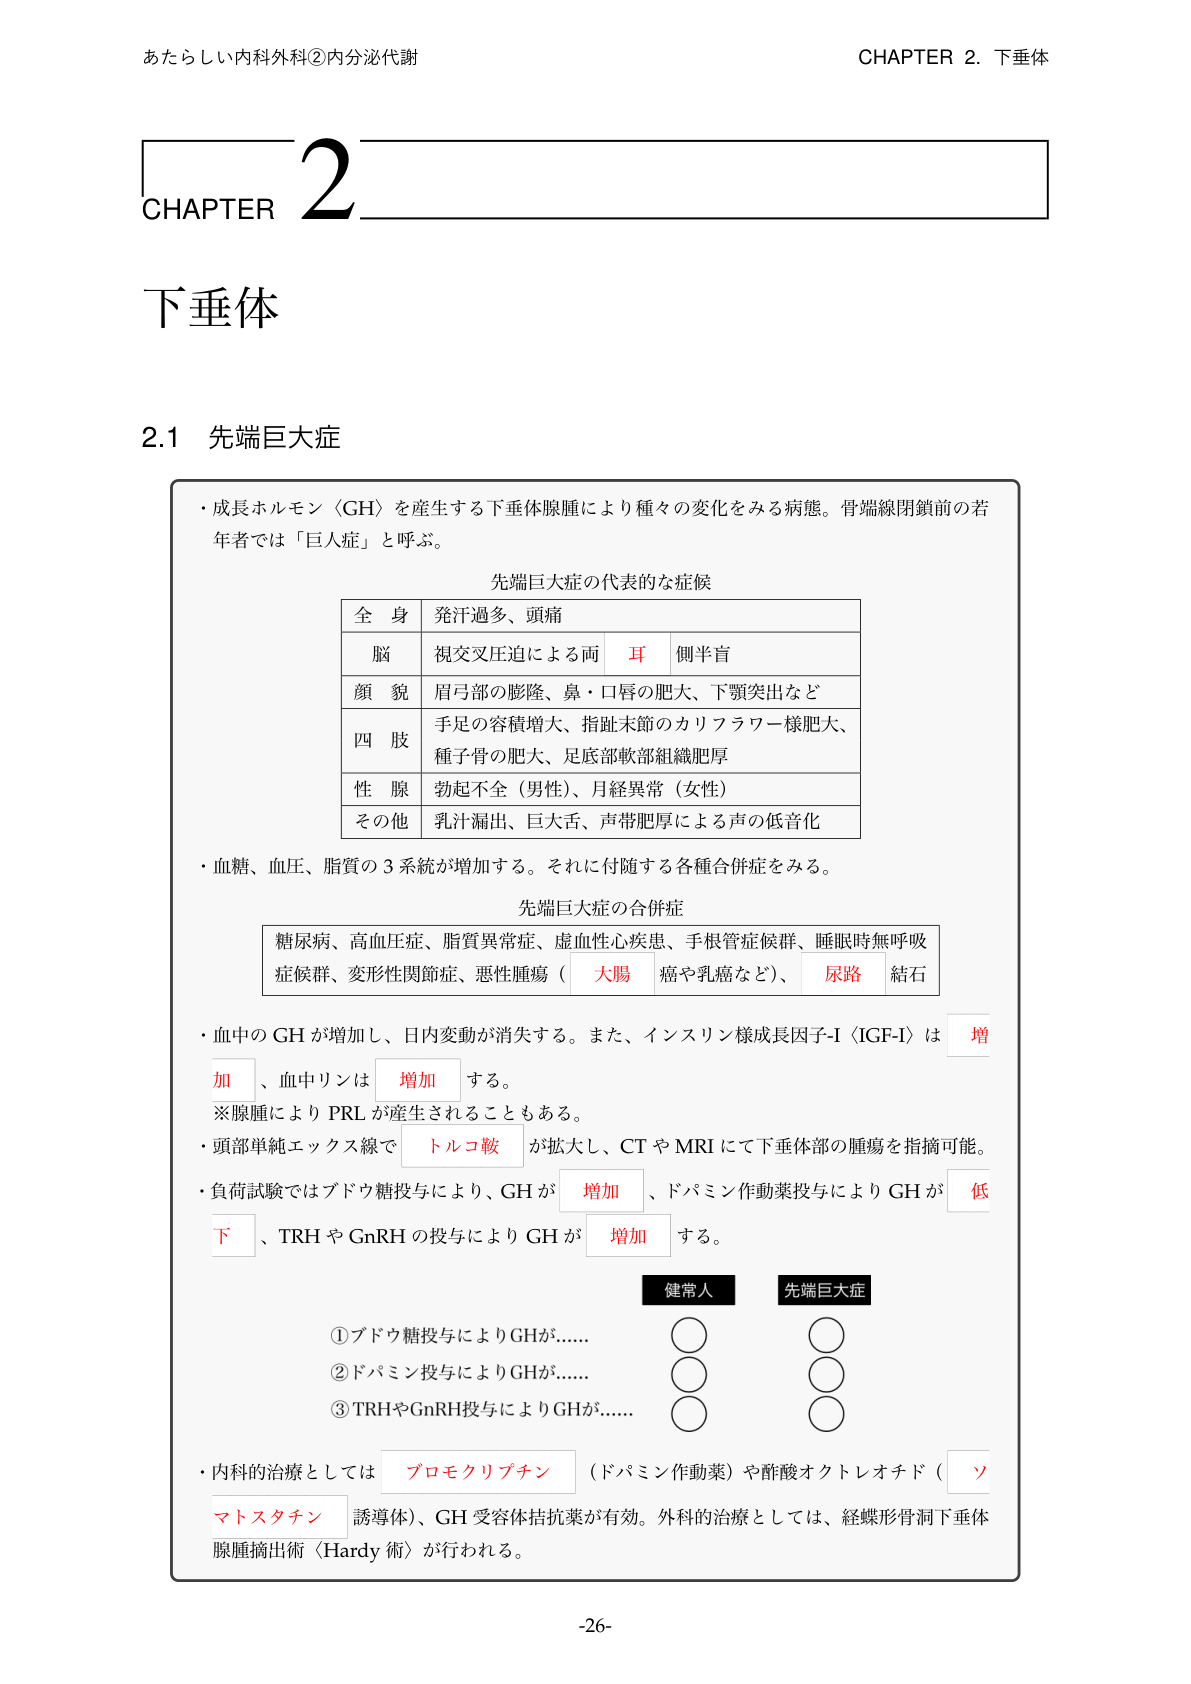 あたらしい内科外科②内分泌代謝
CHAPTER 2. 下垂体
CHAPTER 2
下垂体
2.1 先端巨大症
・成長ホルモン〈GH〉を産生する下垂体腺腫により種々の変化をみる病態。骨端線閉鎖前の若
年者では「巨人症」と呼ぶ。
先端巨大症の代表的な症候
全 身 発汗過多、頭痛
脳 視交叉圧迫による両 耳 側半盲
顔 貌 眉弓部の膨隆、鼻・口唇の肥大、下顎突出など
四 肢 手足の容積増大、指趾末節のカリフラワー様肥大、
種子骨の肥大、足底部軟部組織肥厚
性 腺 勃起不全（男性）、月経異常（女性）
その他 乳汁漏出、巨大舌、声帯肥厚による声の低音化
・血糖、血圧、脂質の 3 系統が増加する。それに付随する各種合併症をみる。
先端巨大症の合併症
糖尿病、高血圧症、脂質異常症、虚血性心疾患、手根管症候群、睡眠時無呼吸
症候群、変形性関節症、悪性腫瘍（ 大腸 癌や乳癌など）、 尿路 結石
・血中の GH が増加し、日内変動が消失する。また、インスリン様成長因子-I〈IGF-I〉は 増
加 、血中リンは 増加 する。
※腺腫により PRL が産生されることもある。
・頭部単純エックス線で トルコ鞍 が拡大し、CT や MRI にて下垂体部の腫瘍を指摘可能。
・負荷試験ではブドウ糖投与により、GH が 増加 、ドパミン作動薬投与により GH が 低
下 、TRH や GnRH の投与により GH が 増加 する。
健常人 先端巨大症
①ブドウ糖投与によりGHが……
②ドパミン投与によりGHが……
③TRHやGnRH投与によりGHが……
・内科的治療としては ブロモクリプチン （ドパミン作動薬）や酢酸オクトレオチド（ ソ
マトスタチン 誘導体）、GH 受容体拮抗薬が有効。外科的治療としては、経蝶形骨洞下垂体
腺腫摘出術〈Hardy 術〉が行われる。
-26-